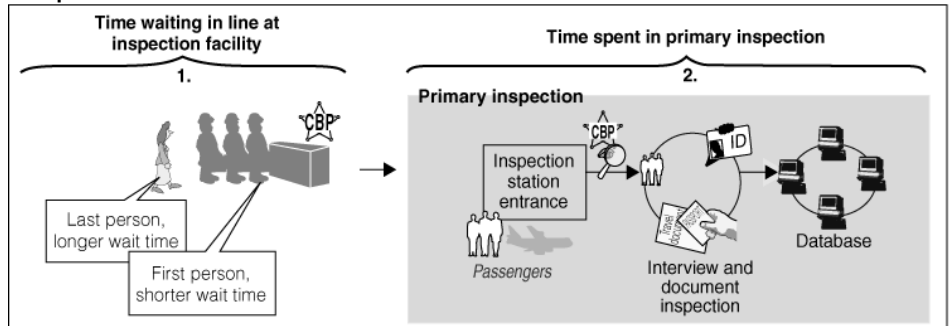 Time waiting in line at
inspection facility
1.
CBP
Last person,
longer wait time
First person,
shorter wait time
Time spent in primary inspection
2.
Primary inspection
CBP
ID
Inspection
station
entrance
Passengers
Travel
document
Interview and
document
inspection
Database